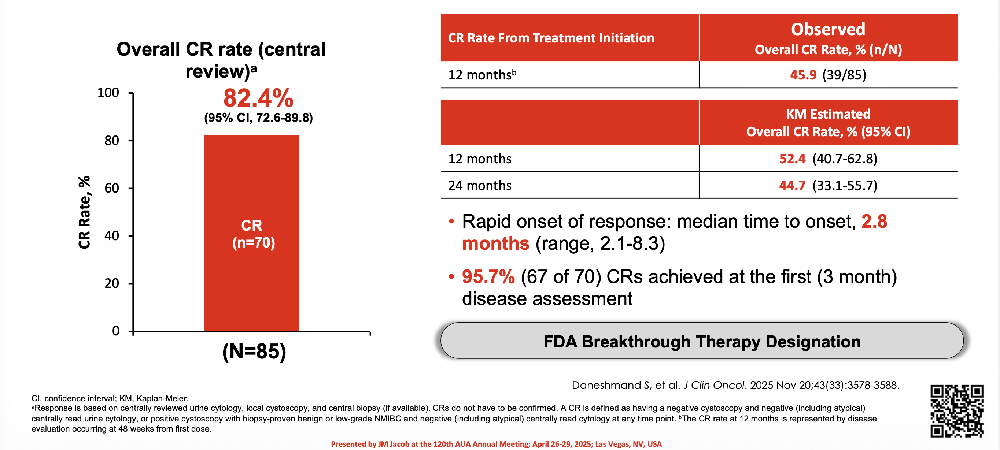 Overall CR rate (central
review)ᵃ
82.4%
(95% CI, 72.6-89.8)
CR Rate, %
100
80
60
40
20
0
CR
(n=70)
(N=85)
CR Rate From Treatment Initiation
Observed
Overall CR Rate, % (n/N)
12 monthsᵇ
45.9 (39/85)
KM Estimated
Overall CR Rate, % (95% CI)
12 months
52.4 (40.7-62.8)
24 months
44.7 (33.1-55.7)
• Rapid onset of response: median time to onset, 2.8
months (range, 2.1-8.3)
• 95.7% (67 of 70) CRs achieved at the first (3 month)
disease assessment
FDA Breakthrough Therapy Designation
Daneshmand S, et al. J Clin Oncol. 2025 Nov 20;43(33):3578-3588.
CI, confidence interval; KM, Kaplan-Meier.
ᵃResponse is based on centrally reviewed urine cytology, local cystoscopy, and central biopsy (if available). CRs do not have to be confirmed. A CR is defined as having a negative cystoscopy and negative (including atypical)
centrally read urine cytology, or positive cystoscopy with biopsy-proven benign or low-grade NMIBC and negative (including atypical) centrally read cytology at any time point. ᵇThe CR rate at 12 months is represented by disease
evaluation occurring at 48 weeks from first dose.
Presented by JM Jacob at the 120th AUA Annual Meeting; April 26-29, 2025; Las Vegas, NV, USA